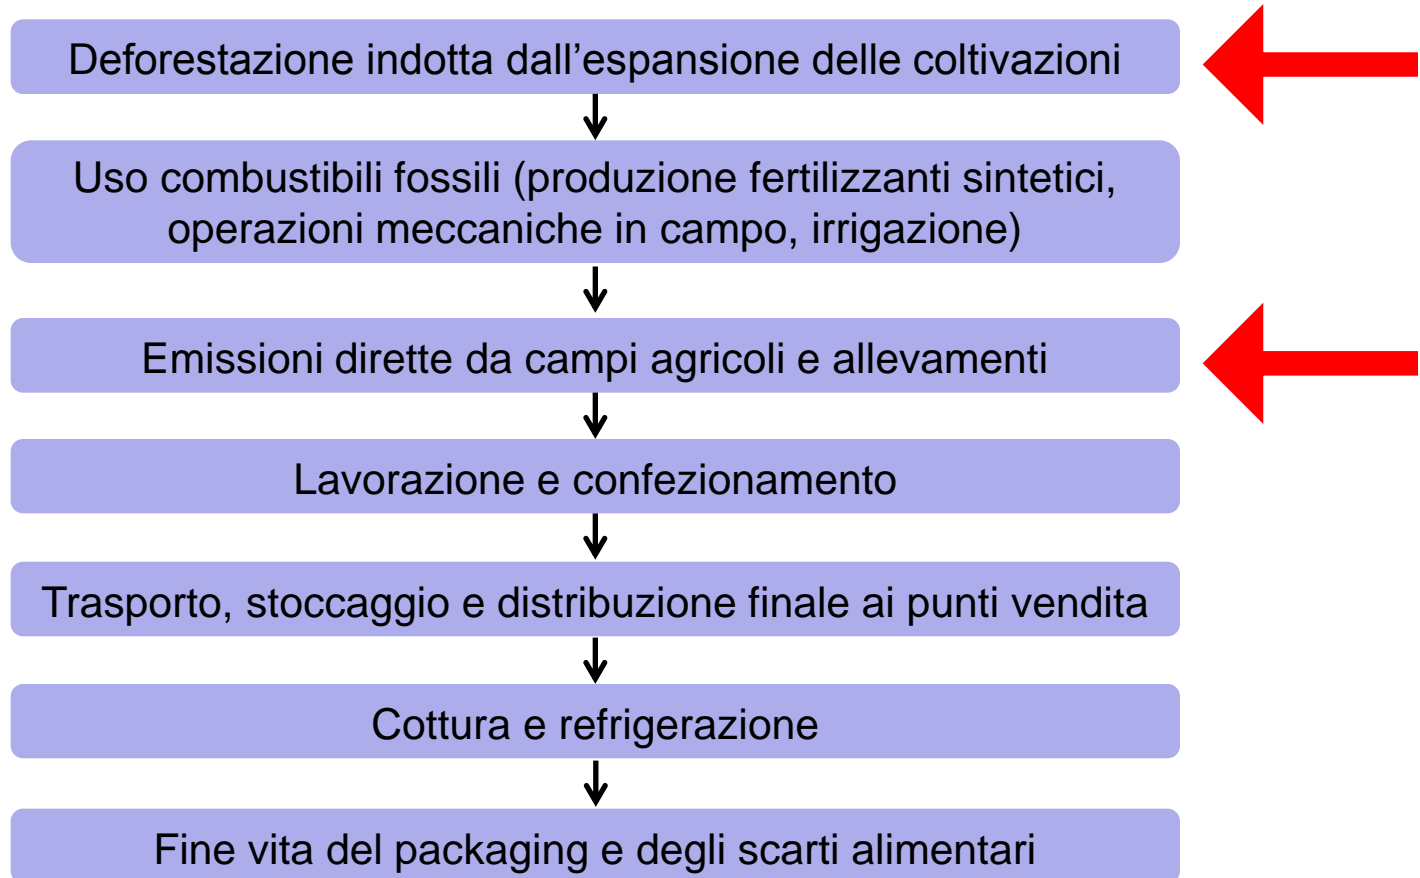 Deforestazione indotta dall’espansione delle coltivazioni
Uso combustibili fossili (produzione fertilizzanti sintetici,
operazioni meccaniche in campo, irrigazione)
Emissioni dirette da campi agricoli e allevamenti
Lavorazione e confezionamento
Trasporto, stoccaggio e distribuzione finale ai punti vendita
Cottura e refrigerazione
Fine vita del packaging e degli scarti alimentari